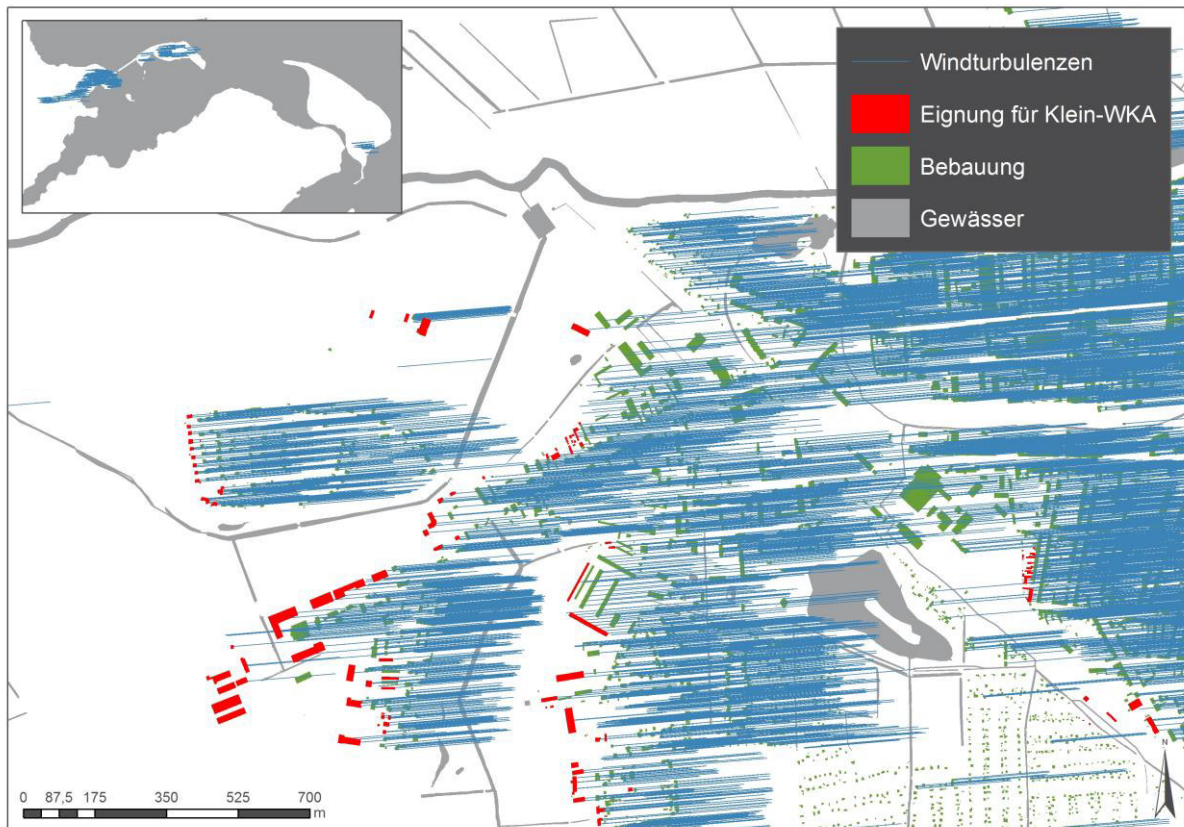 Windturbulenzen
Eignung für Klein-WKA
Bebauung
Gewässer
N
0 87,5 175 350 525 700
m